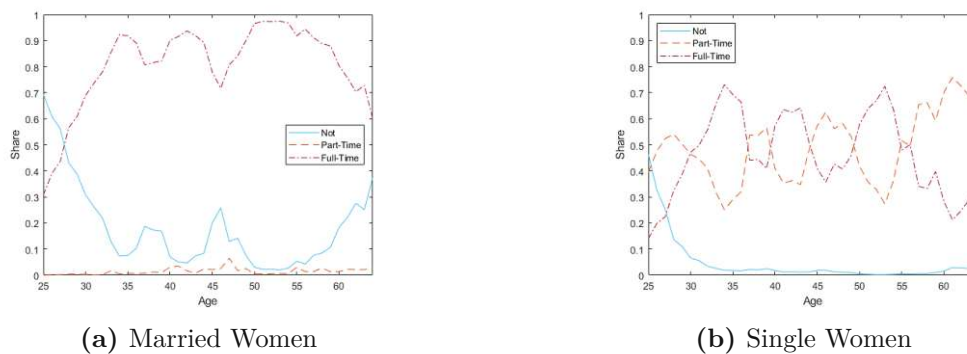 1
0.9
0.8
0.7
0.6
0.5
0.4
0.3
0.2
0.1
0
Share
Not
Part-Time
Full-Time
25 30 35 40 45 50 55 60
Age
(a) Married Women
1
0.9
0.8
0.7
0.6
0.5
0.4
0.3
0.2
0.1
0
Share
Not
Part-Time
Full-Time
25 30 35 40 45 50 55 60
Age
(b) Single Women